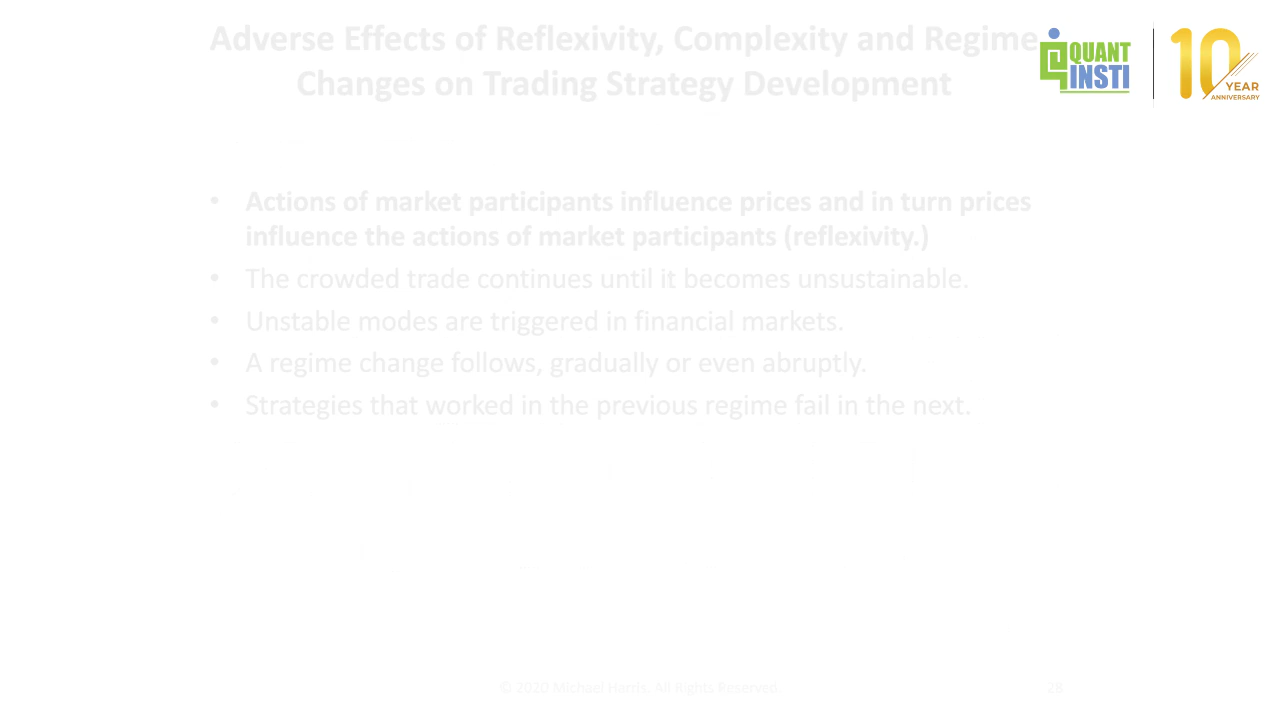 Adverse Effects of Reflexivity, Complexity and Regime
Changes on Trading Strategy Development
QUANT
INSTI
10
YEAR
ANNIVERSARY
• Actions of market participants influence prices and in turn prices
influence the actions of market participants (reflexivity.)
• The crowded trade continues until it becomes unsustainable.
• Unstable modes are triggered in financial markets.
• A regime change follows, gradually or even abruptly.
• Strategies that worked in the previous regime fail in the next.
© 2020 Michael Harris. All Rights Reserved.
28